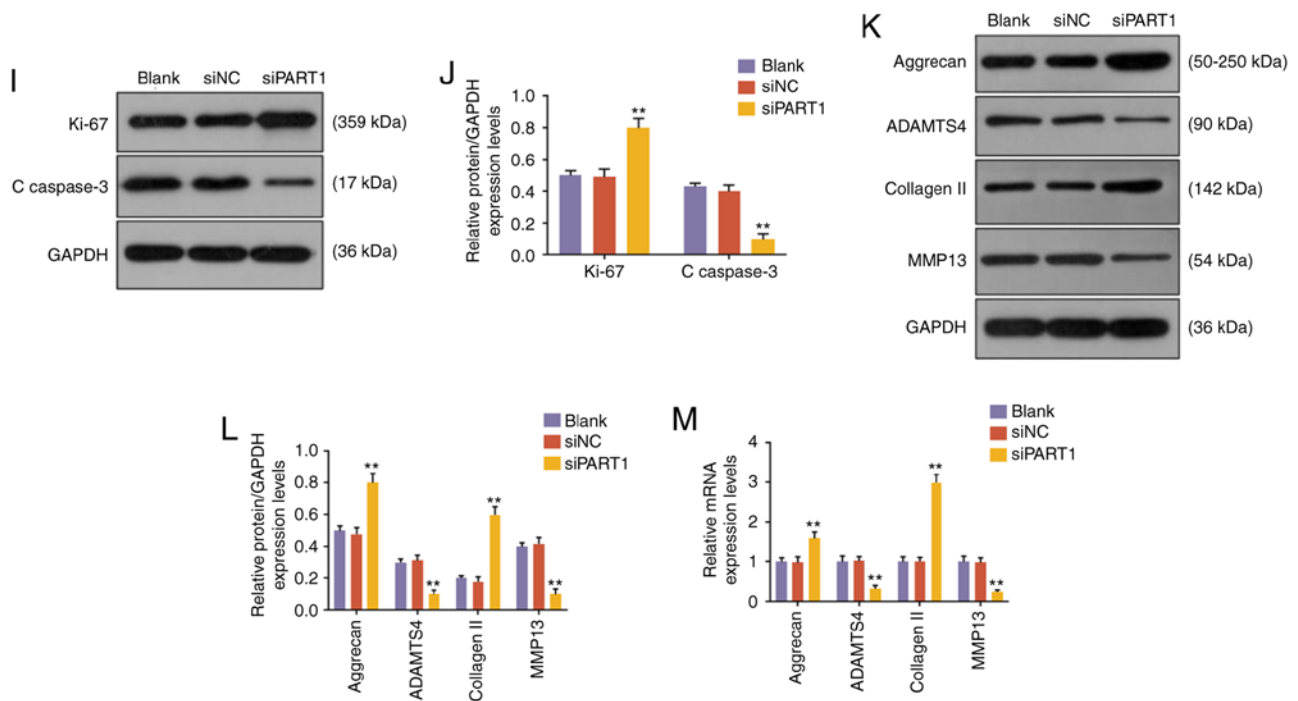 I
Blank siNC siPART1
Ki-67 (359 kDa)
C caspase-3 (17 kDa)
GAPDH (36 kDa)
J
Blank
siNC
siPART1
Relative protein/GAPDH
expression levels
1.0
0.8
0.6
0.4
0.2
0.0
**
**
Ki-67 C caspase-3
K
Blank siNC siPART1
Aggrecan (50-250 kDa)
ADAMTS4 (90 kDa)
Collagen II (142 kDa)
MMP13 (54 kDa)
GAPDH (36 kDa)
L
Blank
siNC
siPART1
Relative protein/GAPDH
expression levels
1.0
0.8
0.6
0.4
0.2
0.0
**
**
**
**
Aggrecan
ADAMTS4
Collagen II
MMP13
M
Blank
siNC
siPART1
Relative mRNA
expression levels
4
3
2
1
0
**
**
**
**
Aggrecan
ADAMTS4
Collagen II
MMP13